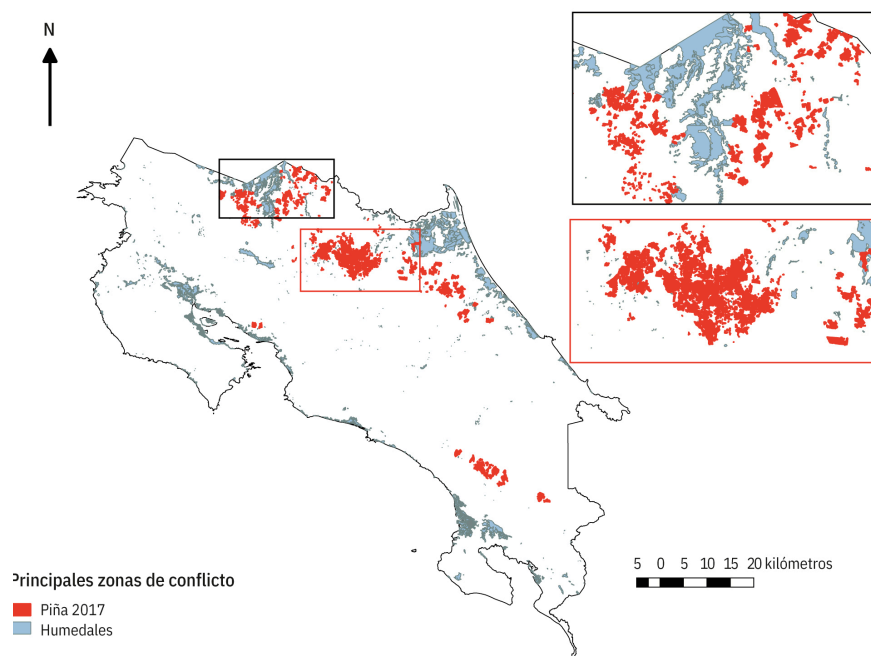 N
5 0 5 10 15 20 kilómetros
Principales zonas de conflicto
Piña 2017
Humedales